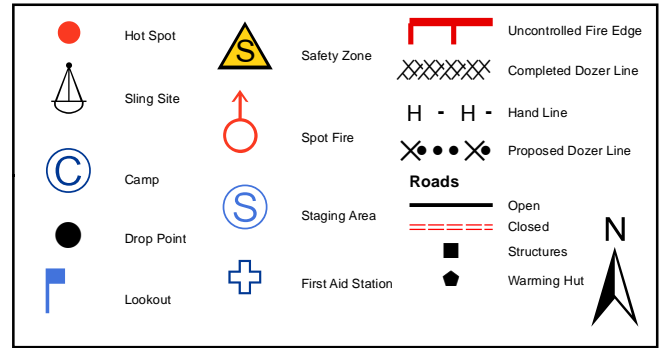 Hot Spot
Sling Site
C
Camp
Drop Point
Lookout
S
Safety Zone
Spot Fire
S
Staging Area
First Aid Station
Uncontrolled Fire Edge
Completed Dozer Line
H - H -
Hand Line
Proposed Dozer Line
Roads
Open
Closed
Structures
Warming Hut
N